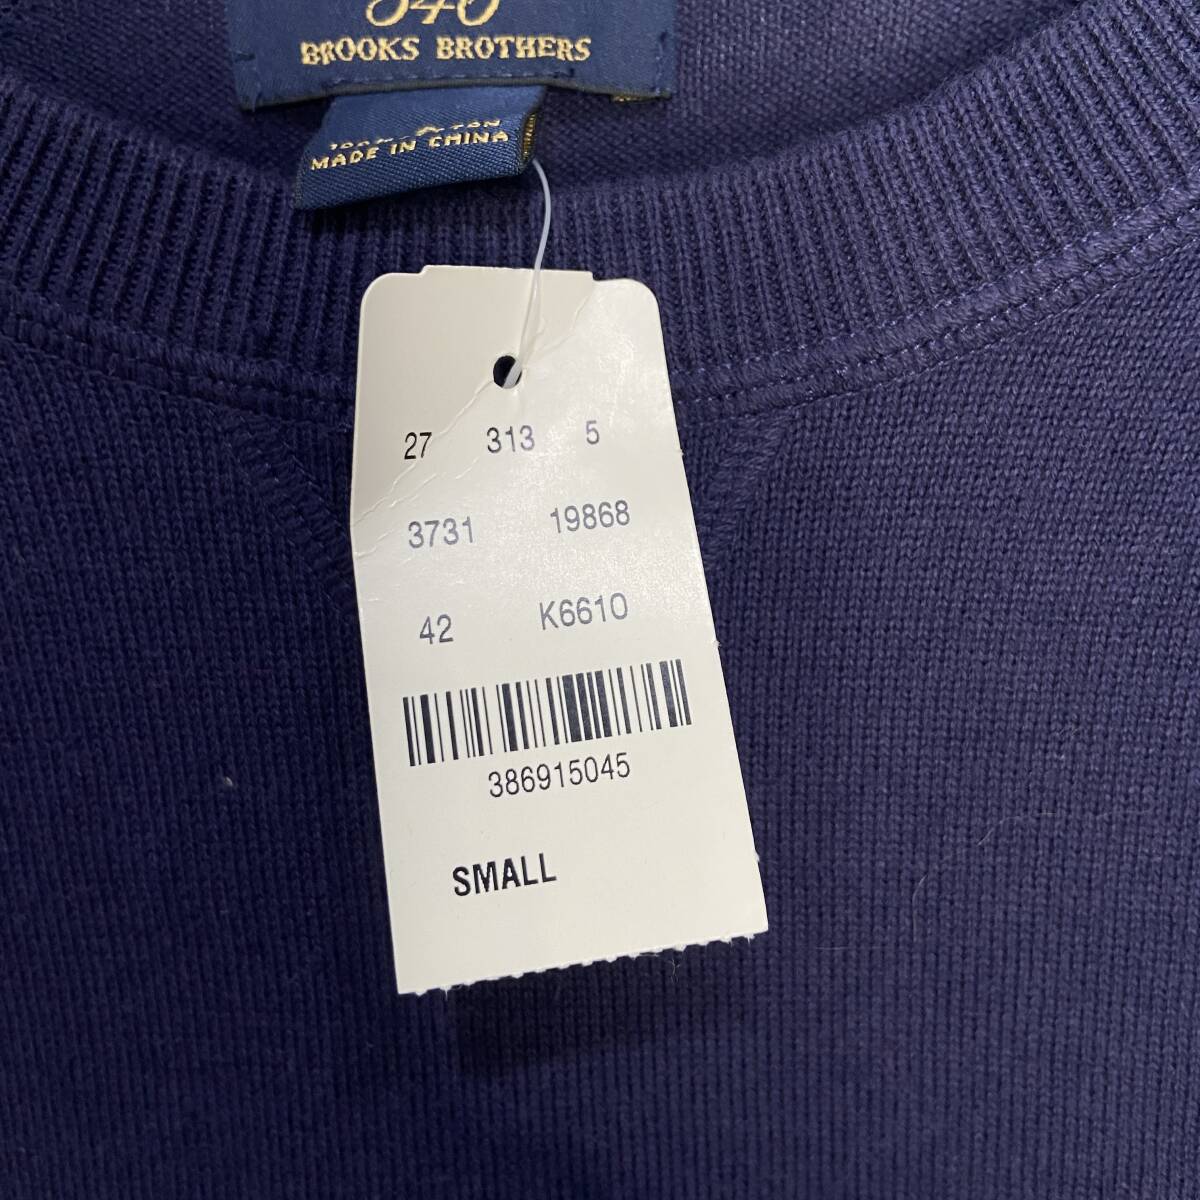 BROOKS BROTHERS
MADE IN CHINA
27 313 5
3731 19868
42 K6610
386915045
SMALL